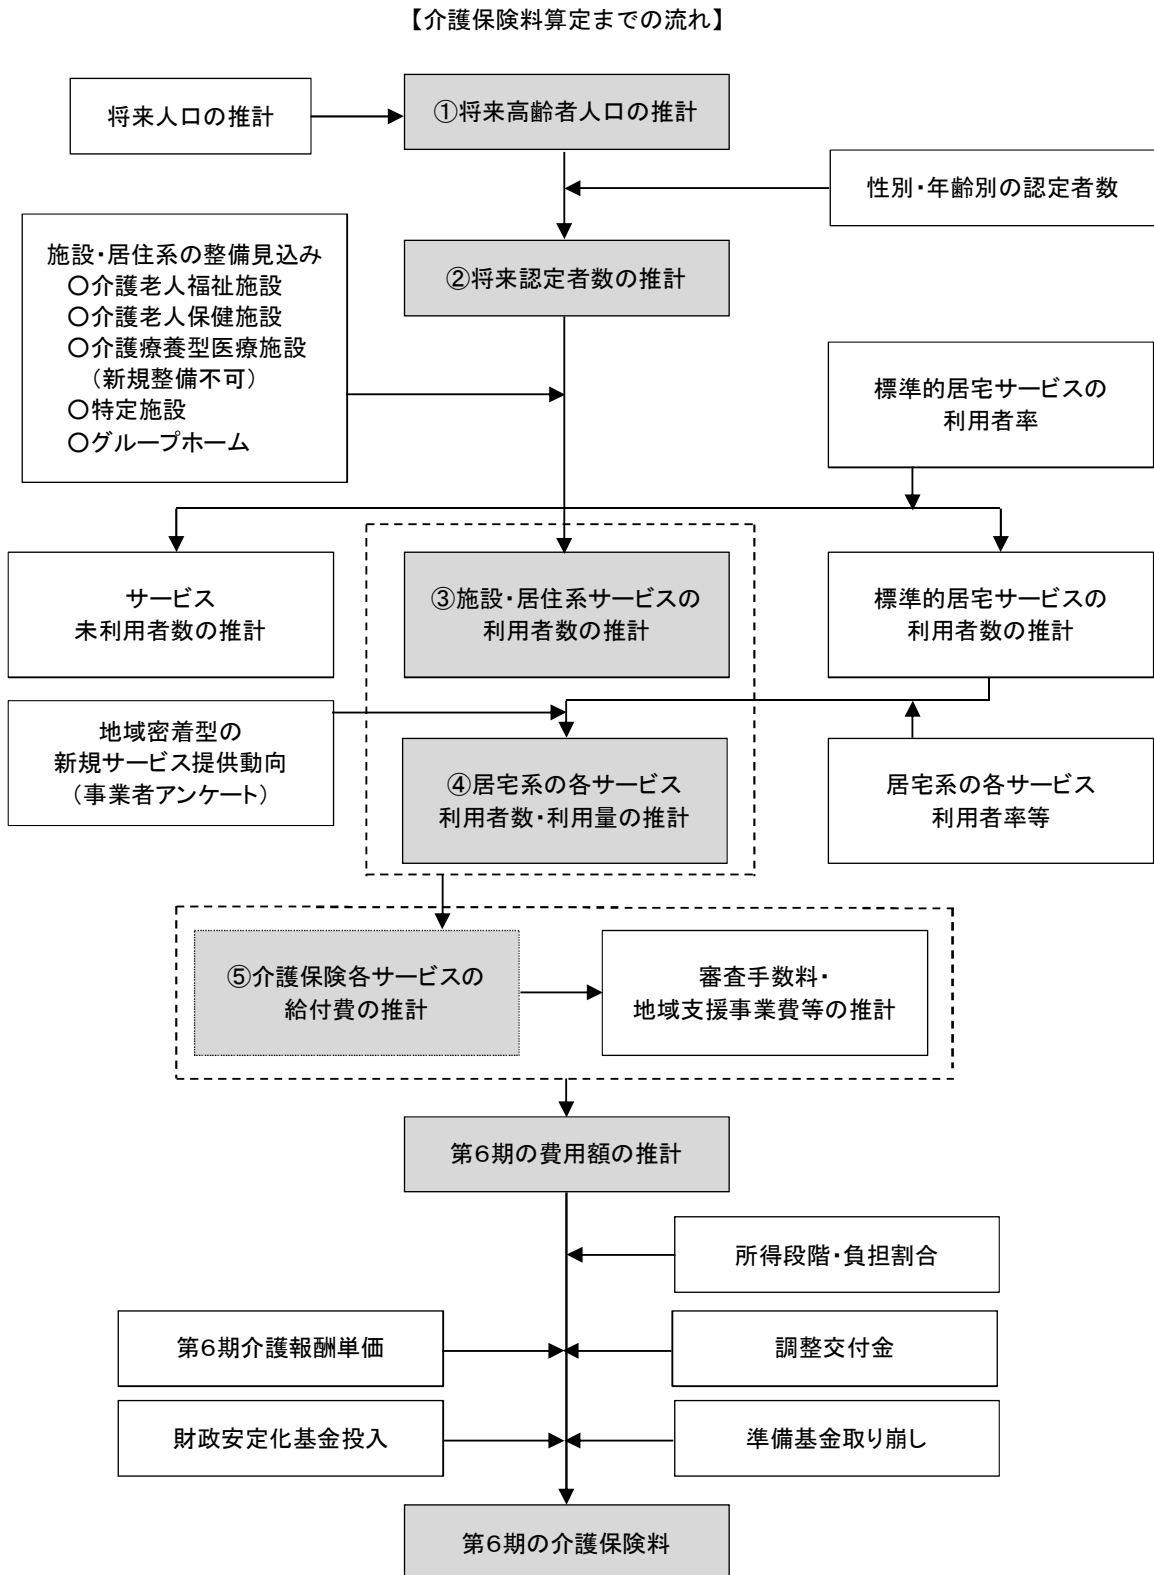 【介護保険料算定までの流れ】
将来人口の推計
①将来高齢者人口の推計
性別・年齢別の認定者数
施設・居住系の整備見込み
○介護老人福祉施設
○介護老人保健施設
○介護療養型医療施設
（新規整備不可）
○特定施設
○グループホーム
②将来認定者数の推計
標準的居宅サービスの
利用者率
サービス
未利用者数の推計
③施設・居住系サービスの
利用者数の推計
標準的居宅サービスの
利用者数の推計
地域密着型の
新規サービス提供動向
（事業者アンケート）
④居宅系の各サービス
利用者数・利用量の推計
居宅系の各サービス
利用者率等
⑤介護保険各サービスの
給付費の推計
審査手数料・
地域支援事業費等の推計
第６期の費用額の推計
所得段階・負担割合
第６期介護報酬単価
調整交付金
財政安定化基金投入
準備基金取り崩し
第６期の介護保険料